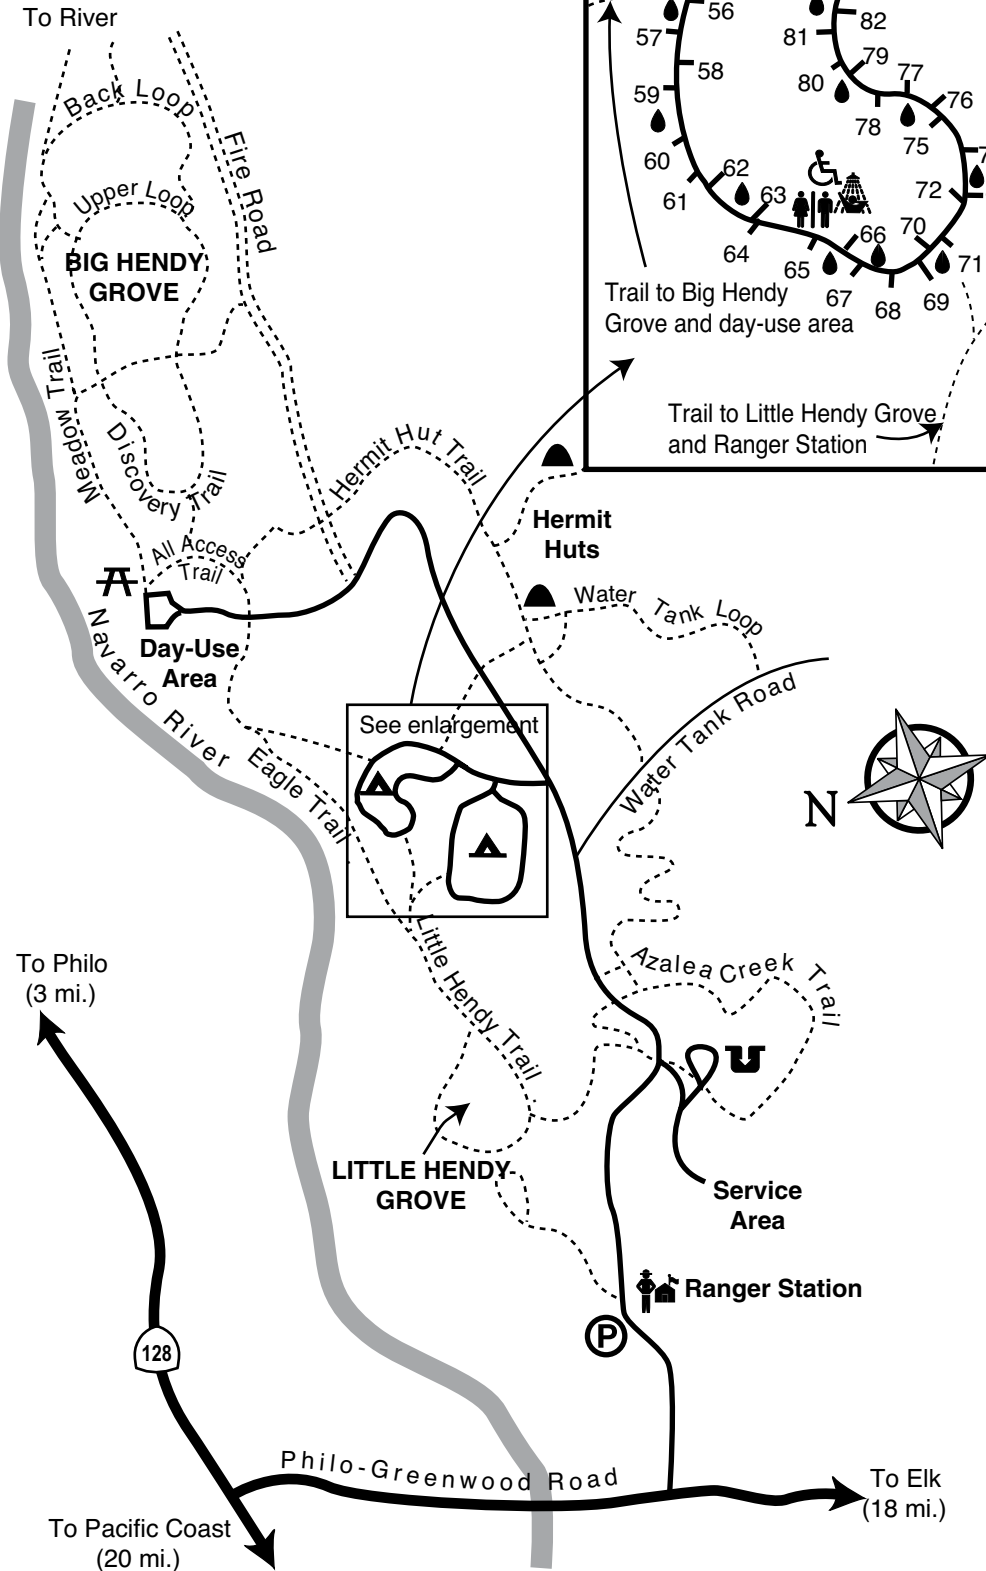 To River
56
57
58
59
60
61
62
63
64
65
66
67
68
69
70
71
72
75
76
77
78
79
80
81
82
Back Loop
Fire Road
Upper Loop
BIG HENDY
GROVE
Trail to Big Hendy
Grove and day-use area
Meadow Trail
Discovery Trail
Hermit Hut Trail
Trail to Little Hendy Grove
and Ranger Station
Hermit
Huts
All Access
Trail
Water Tank Loop
Day-Use
Area
Navarro River
Water Tank Road
See enlargement
Eagle Trail
N
Little Hendy Trail
Azalea Creek Trail
To Philo
(3 mi.)
LITTLE HENDY
GROVE
Service
Area
Ranger Station
P
128
Philo-Greenwood Road
To Elk
(18 mi.)
To Pacific Coast
(20 mi.)